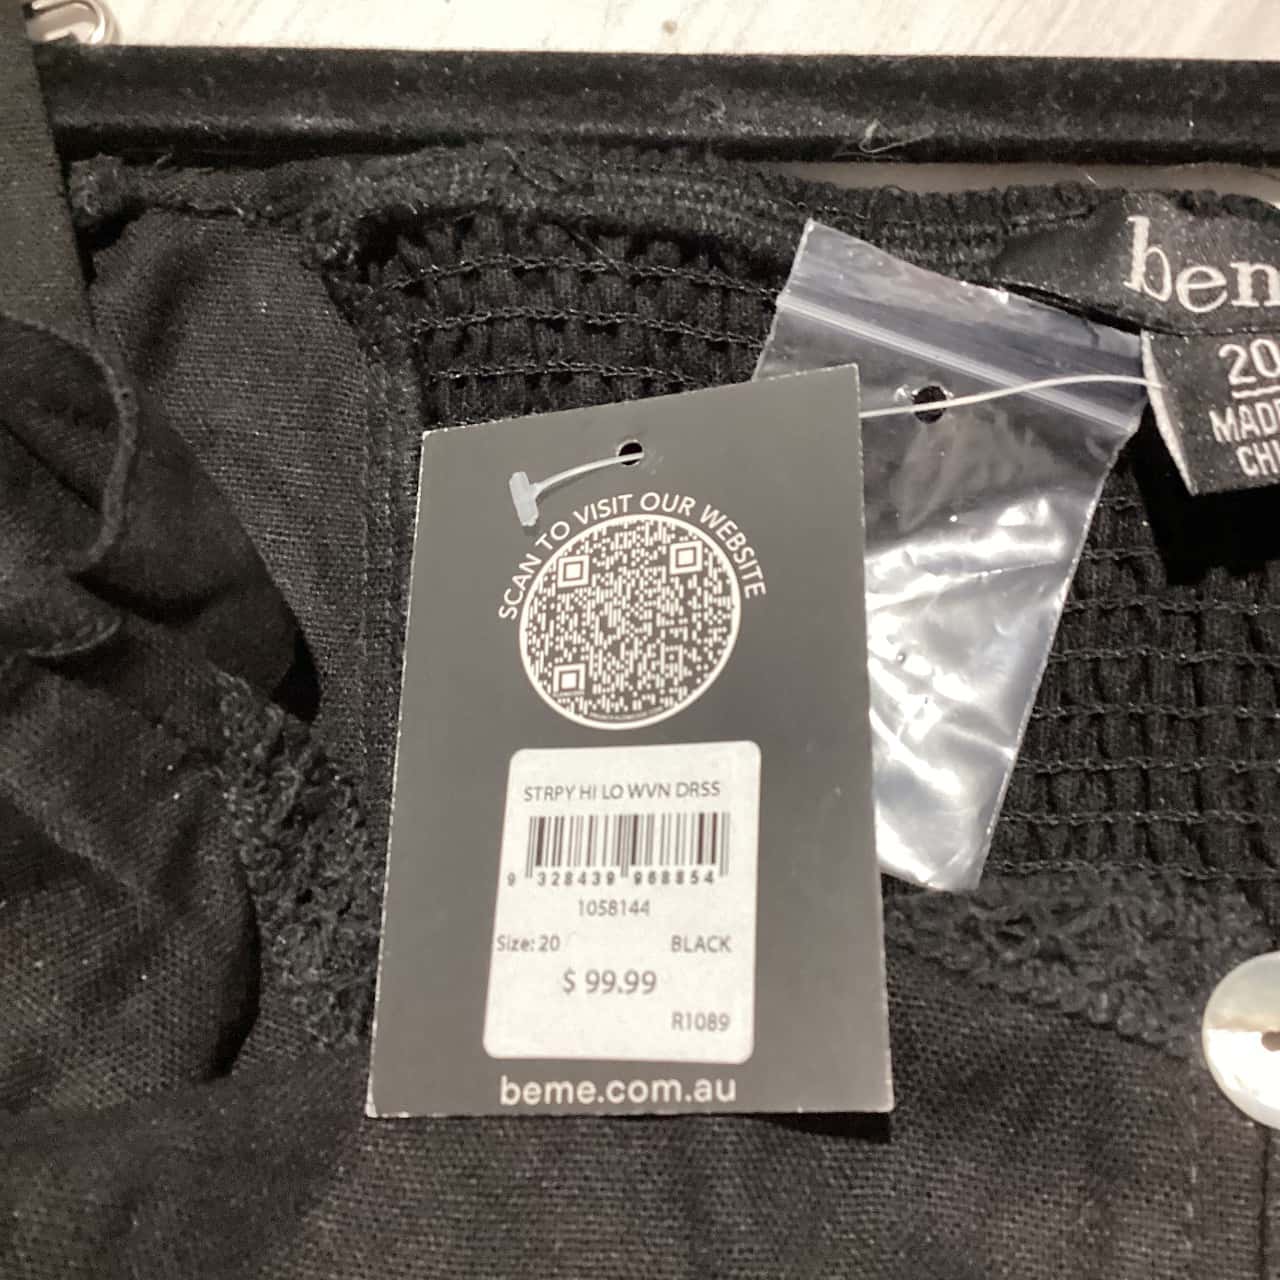 bem
20
MADE
CHI
SCAN TO VISIT OUR WEBSITE
STRPY HI LO WVN DRSS
9 328439 968854
1058144
Size: 20 BLACK
$ 99.99
R1089
beme.com.au